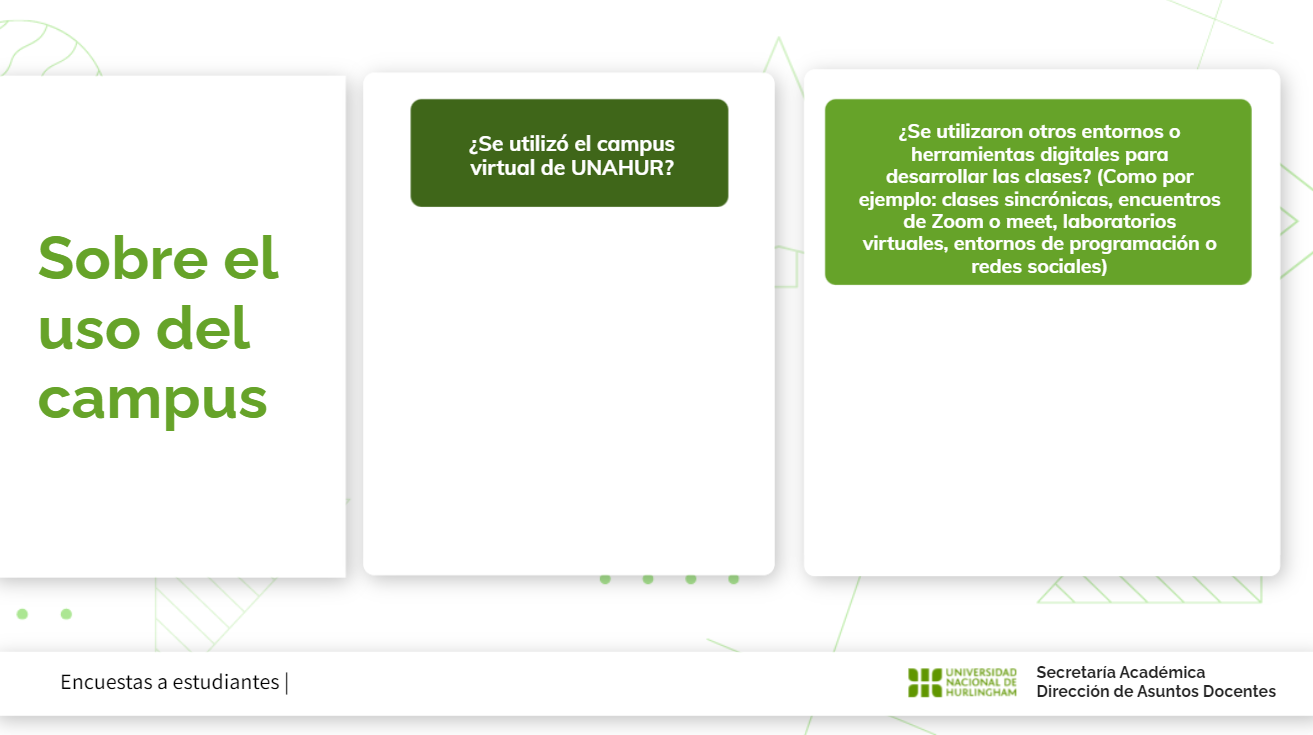 Sobre el
uso del
campus
¿Se utilizó el campus
virtual de UNAHUR?
¿Se utilizaron otros entornos o
herramientas digitales para
desarrollar las clases? (Como por
ejemplo: clases sincrónicas, encuentros
de Zoom o meet, laboratorios
virtuales, entornos de programación o
redes sociales)
Encuestas a estudiantes |
UNIVERSIDAD
NACIONAL DE
HURLINGHAM
Secretaría Académica
Dirección de Asuntos Docentes